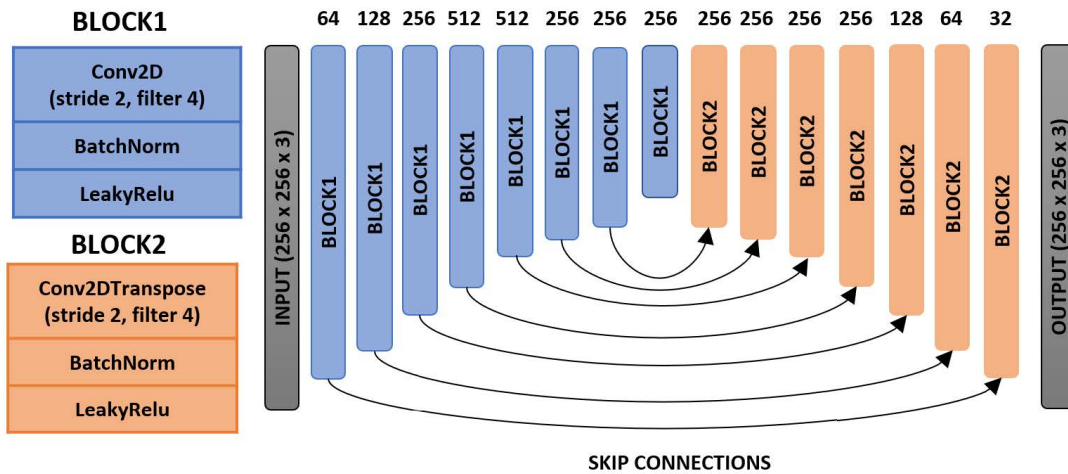 BLOCK1
Conv2D
(stride 2, filter 4)
BatchNorm
LeakyRelu
BLOCK2
Conv2DTranspose
(stride 2, filter 4)
BatchNorm
LeakyRelu
64 128 256 512 512 256 256 256 256 256 256 256 128 64 32
INPUT (256 x 256 x 3)
BLOCK1
BLOCK1
BLOCK1
BLOCK1
BLOCK1
BLOCK1
BLOCK1
BLOCK1
BLOCK2
BLOCK2
BLOCK2
BLOCK2
BLOCK2
BLOCK2
BLOCK2
OUTPUT (256 x 256 x 3)
SKIP CONNECTIONS